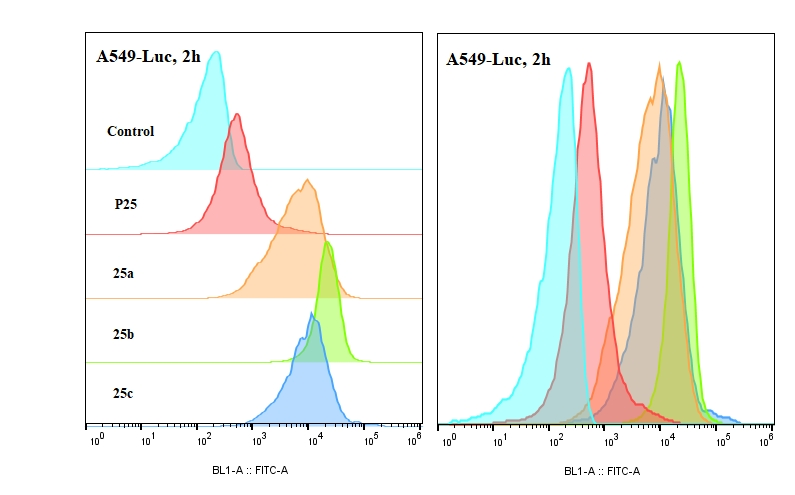 A549-Luc, 2h
Control
P25
25a
25b
25c
10^0 10^1 10^2 10^3 10^4 10^5 10^6
BL1-A :: FITC-A
A549-Luc, 2h
10^0 10^1 10^2 10^3 10^4 10^5 10^6
BL1-A :: FITC-A